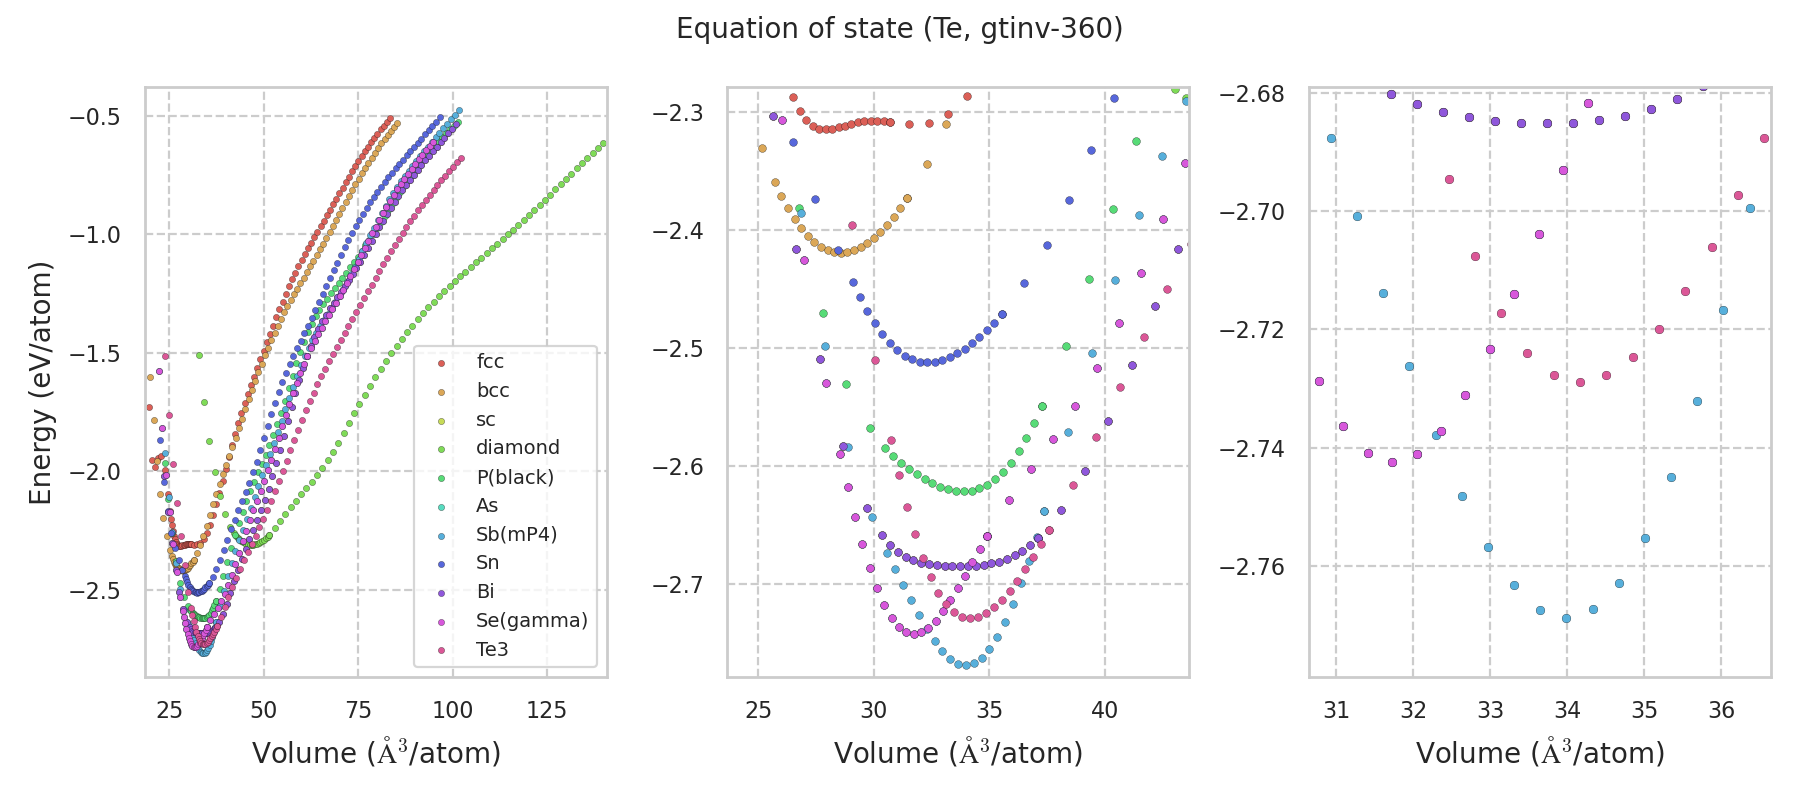 Equation of state (Te, gtinv-360)
Energy (eV/atom)
−0.5
−1.0
−1.5
−2.0
−2.5
25 50 75 100 125
Volume (Å³/atom)
fcc
bcc
sc
diamond
P(black)
As
Sb(mP4)
Sn
Bi
Se(gamma)
Te3
−2.3
−2.4
−2.5
−2.6
−2.7
25 30 35 40
Volume (Å³/atom)
−2.68
−2.70
−2.72
−2.74
−2.76
31 32 33 34 35 36
Volume (Å³/atom)